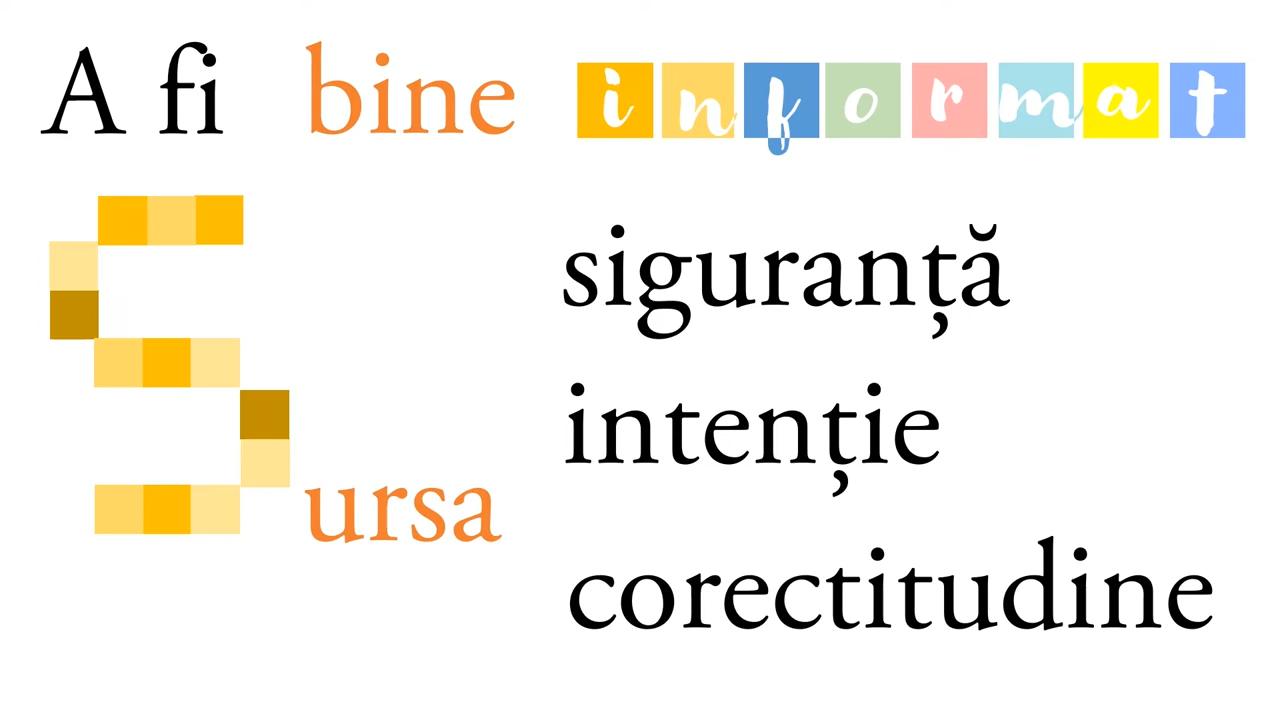 A fi bine informat
Sursa
siguranță
intenție
corectitudine